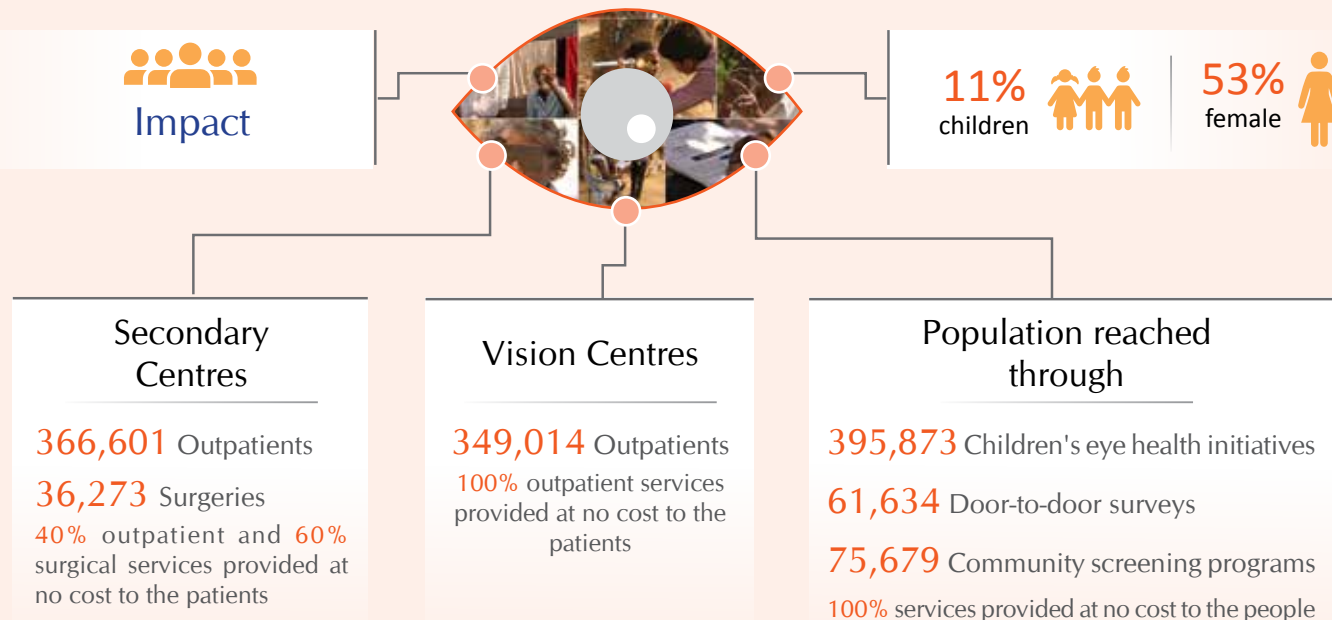 Impact
11%
children
53%
female
Secondary
Centres
366,601 Outpatients
36,273 Surgeries
40% outpatient and 60%
surgical services provided at
no cost to the patients
Vision Centres
349,014 Outpatients
100% outpatient services
provided at no cost to the
patients
Population reached
through
395,873 Children's eye health initiatives
61,634 Door-to-door surveys
75,679 Community screening programs
100% services provided at no cost to the people